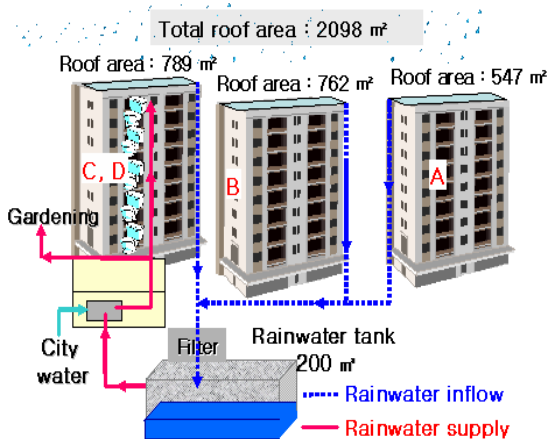 Total roof area : 2098 ㎡
Roof area : 789 ㎡
Roof area : 762 ㎡
Roof area : 547 ㎡
C, D
B
A
Gardening
City
water
Filter
Rainwater tank
200 ㎥
Rainwater inflow
Rainwater supply